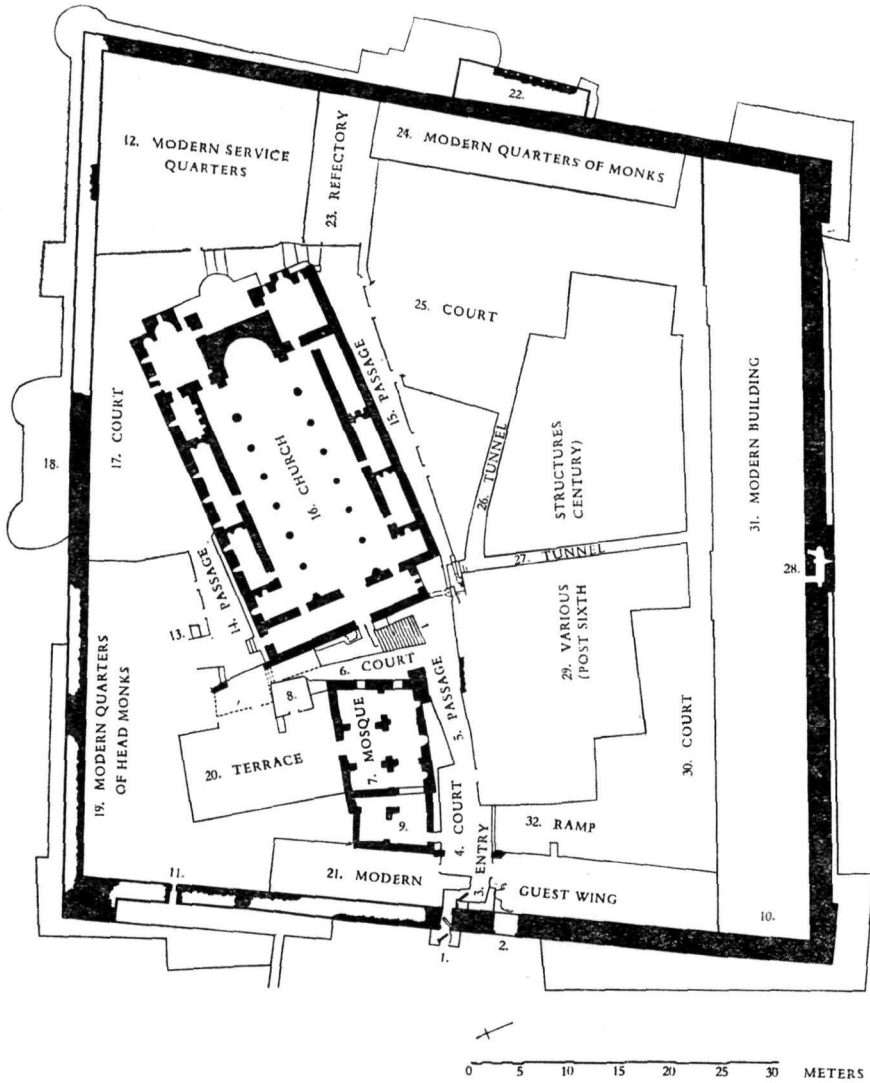 22.
12. MODERN SERVICE
QUARTERS
23. REFECTORY
24. MODERN QUARTERS OF MONKS
25. COURT
15. PASSAGE
17. COURT
18.
16. CHURCH
26. TUNNEL
STRUCTURES
CENTURY)
31. MODERN BUILDING
27. TUNNEL
28.
14. PASSAGE
13.
29. VARIOUS
(POST SIXTH
6. COURT
8.
5. PASSAGE
7. MOSQUE
19. MODERN QUARTERS
OF HEAD MONKS
20. TERRACE
30. COURT
9.
4. COURT
32. RAMP
3. ENTRY
11.
21. MODERN
GUEST WING
10.
1.
2.
0 5 10 15 20 25 30 METERS